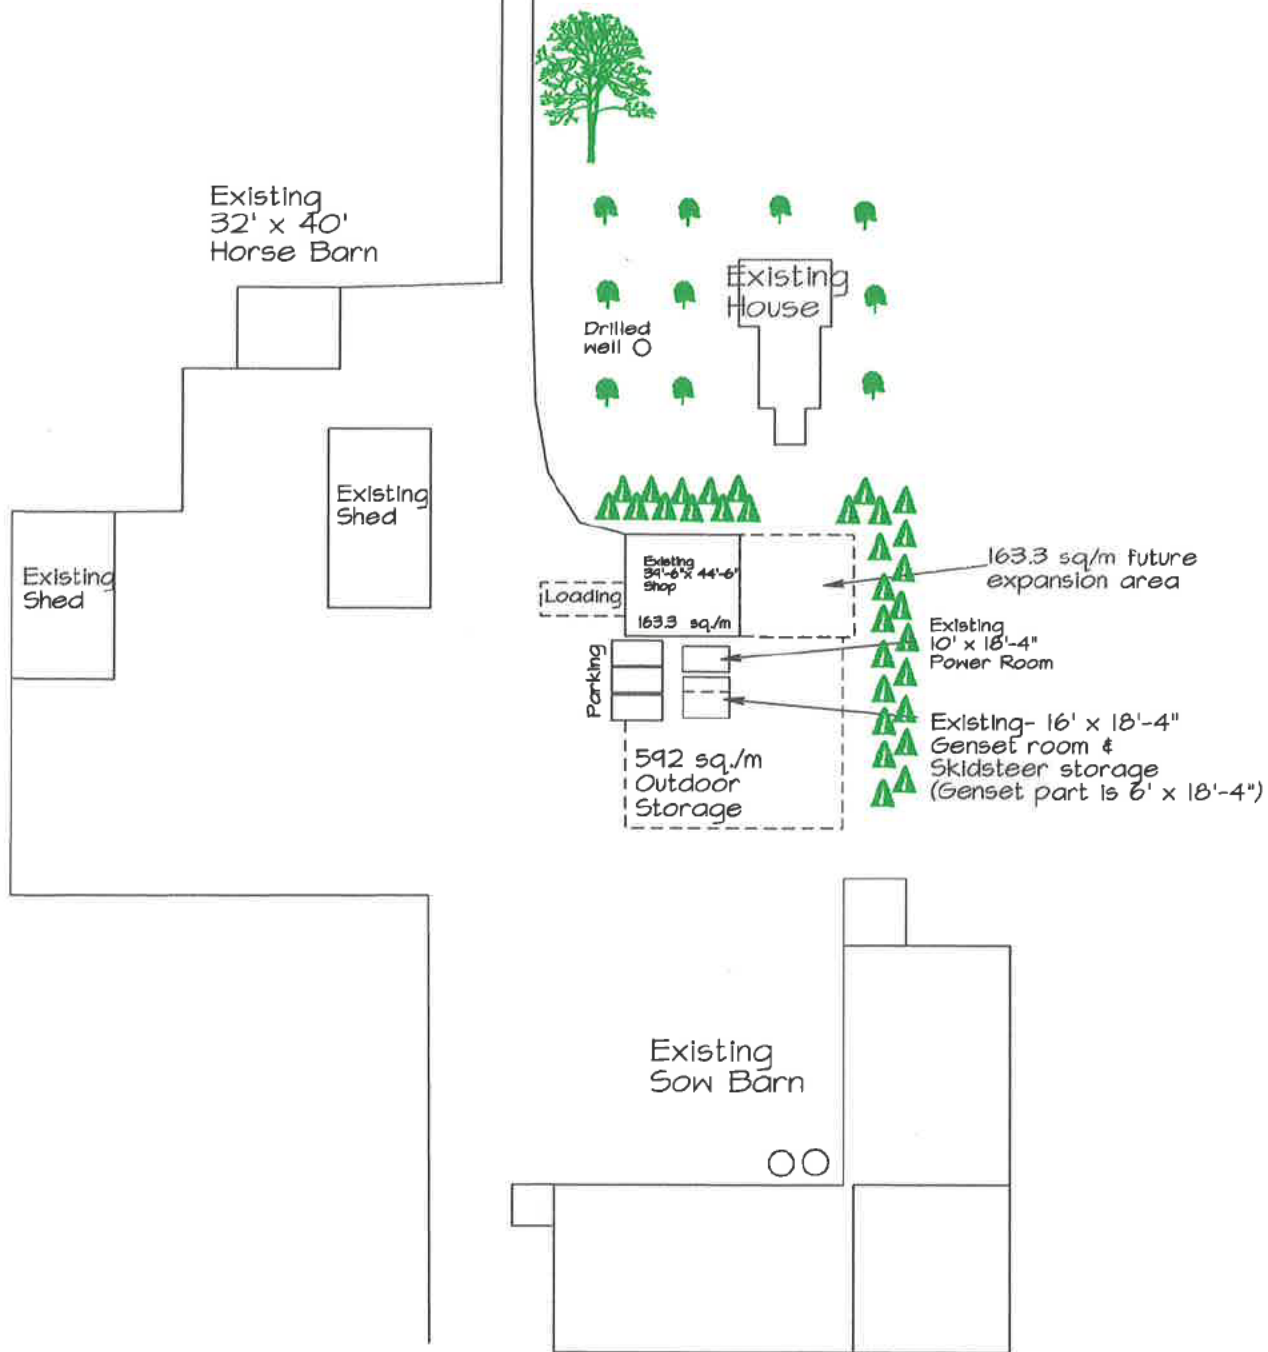 Existing
32' x 40'
Horse Barn
Existing
House
Drilled
well
Existing
Shed
Existing
Shed
Existing
39'-6" x 44'-6"
Shop
163.3 sq./m
Loading
163.3 sq/m future
expansion area
Existing
10' x 18'-4"
Power Room
Parking
Existing- 16' x 18'-4"
Genset room &
Skidsteer storage
(Genset part is 6' x 18'-4")
592 sq./m
Outdoor
Storage
Existing
Sow Barn